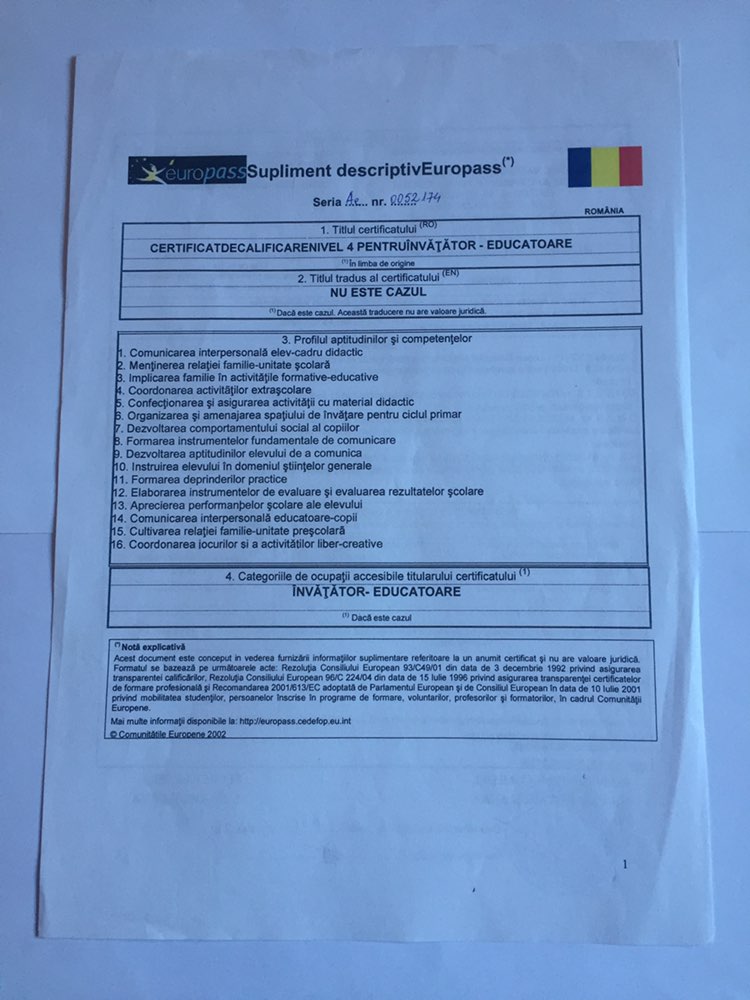 europass Supliment descriptivEuropass(*)
Seria Ae... nr. 0052174
ROMÂNIA
1. Titlul certificatului (RO)
CERTIFICATDECALIFICARENIVEL 4 PENTRUÎNVĂŢĂTOR - EDUCATOARE
(1) În limba de origine
2. Titlul tradus al certificatului (EN)
NU ESTE CAZUL
(1) Dacă este cazul. Această traducere nu are valoare juridică.
3. Profilul aptitudinilor şi competenţelor
1. Comunicarea interpersonală elev-cadru didactic
2. Menţinerea relaţiei familie-unitate şcolară
3. Implicarea familie în activităţile formative-educative
4. Coordonarea activităţilor extraşcolare
5. Confecţionarea şi asigurarea activităţii cu material didactic
6. Organizarea şi amenajarea spaţiului de învăţare pentru ciclul primar
7. Dezvoltarea comportamentului social al copiilor
8. Formarea instrumentelor fundamentale de comunicare
9. Dezvoltarea aptitudinilor elevului de a comunica
10. Instruirea elevului în domeniul ştiinţelor generale
11. Formarea deprinderilor practice
12. Elaborarea instrumentelor de evaluare şi evaluarea rezultatelor şcolare
13. Aprecierea performanþelor şcolare ale elevului
14. Comunicarea interpersonală educatoare-copii
15. Cultivarea relaţiei familie-unitate preşcolară
16. Coordonarea jocurilor si a activitătilor liber-creative
4. Categoriile de ocupaţii accesibile titularului certificatului (1)
ÎNVĂŢĂTOR- EDUCATOARE
(1) Dacă este cazul
(*) Notă explicativă
Acest document este conceput in vederea furnizării informaţiilor suplimentare referitoare la un anumit certificat şi nu are valoare juridică.
Formatul se bazează pe următoarele acte: Rezoluţia Consiliului European 93/C49/01 din data de 3 decembrie 1992 privind asigurarea
transparentei calificărilor, Rezoluţia Consiliului European 96/C 224/04 din data de 15 Iulie 1996 privind asigurarea transparenţei certificatelor
de formare profesională şi Recomandarea 2001/613/EC adoptată de Parlamentul European şi de Consiliul European în data de 10 Iulie 2001
privind mobilitatea studenţilor, persoanelor înscrise în programe de formare, voluntarilor, profesorilor şi formatorilor, în cadrul Comunităţii
Europene.
Mai multe informaţii disponibile la: http://europass.cedefop.eu.int
© Comunităţile Europene 2002
1